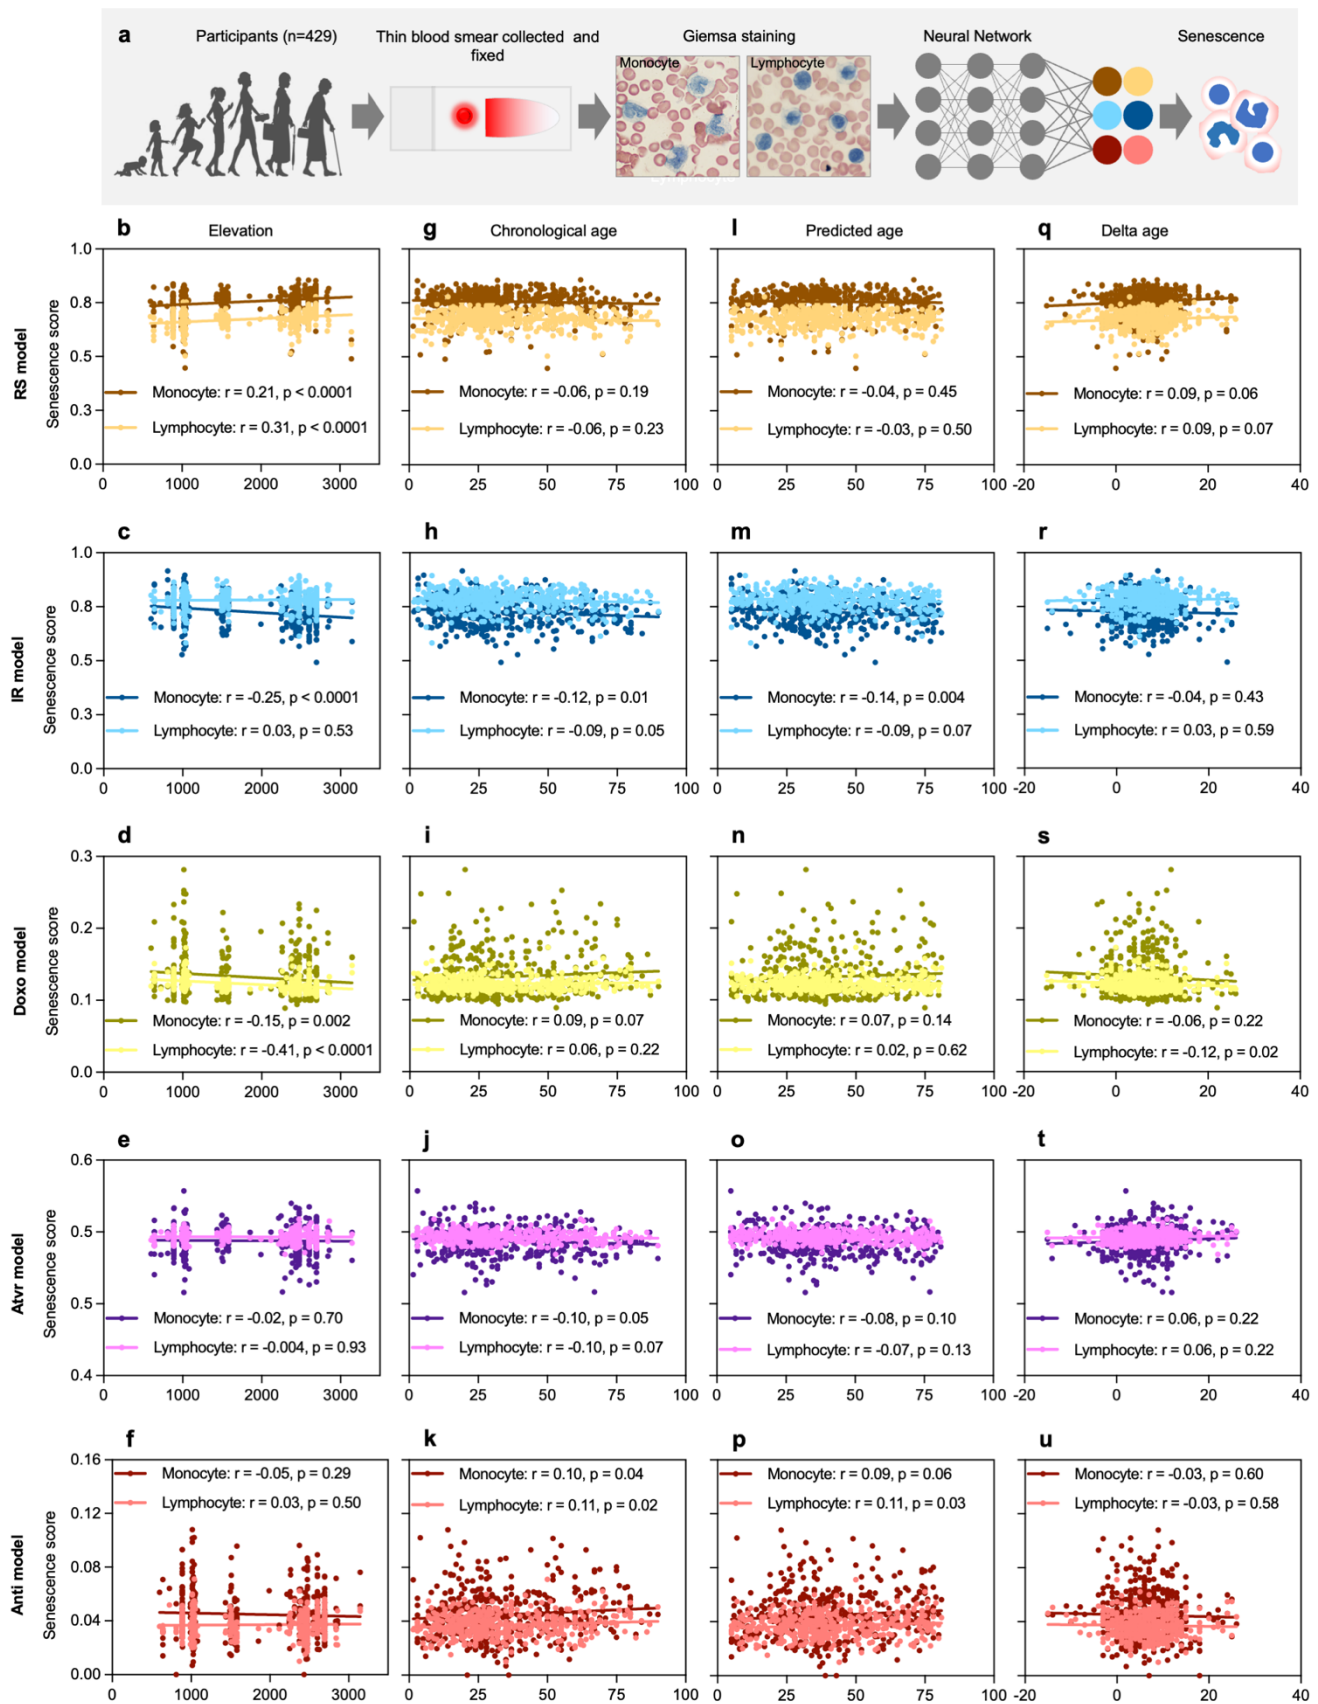 a
Participants (n=429)
Thin blood smear collected and
fixed
Giemsa staining
Neural Network
Senescence
Monocyte
Lymphocyte
b
Elevation
g
Chronological age
l
Predicted age
q
Delta age
RS model
Senescence score
1.0
0.8
0.5
0.3
0.0
Monocyte: r = 0.21, p < 0.0001
Lymphocyte: r = 0.31, p < 0.0001
Monocyte: r = -0.06, p = 0.19
Lymphocyte: r = -0.06, p = 0.23
Monocyte: r = -0.04, p = 0.45
Lymphocyte: r = -0.03, p = 0.50
Monocyte: r = 0.09, p = 0.06
Lymphocyte: r = 0.09, p = 0.07
0 1000 2000 3000
0 25 50 75 100
0 25 50 75 100
-20 0 20 40
c
h
m
r
IR model
Senescence score
1.0
0.8
0.5
0.3
0.0
Monocyte: r = -0.25, p < 0.0001
Lymphocyte: r = 0.03, p = 0.53
Monocyte: r = -0.12, p = 0.01
Lymphocyte: r = -0.09, p = 0.05
Monocyte: r = -0.14, p = 0.004
Lymphocyte: r = -0.09, p = 0.07
Monocyte: r = -0.04, p = 0.43
Lymphocyte: r = 0.03, p = 0.59
0 1000 2000 3000
0 25 50 75 100
0 25 50 75 100
-20 0 20 40
d
i
n
s
Doxo model
Senescence score
0.3
0.2
0.1
0.0
Monocyte: r = -0.15, p = 0.002
Lymphocyte: r = -0.41, p < 0.0001
Monocyte: r = 0.09, p = 0.07
Lymphocyte: r = 0.06, p = 0.22
Monocyte: r = 0.07, p = 0.14
Lymphocyte: r = 0.02, p = 0.62
Monocyte: r = -0.06, p = 0.22
Lymphocyte: r = -0.12, p = 0.02
0 1000 2000 3000
0 25 50 75 100
0 25 50 75 100
-20 0 20 40
e
j
o
t
Atvr model
Senescence score
0.6
0.5
0.5
0.4
Monocyte: r = -0.02, p = 0.70
Lymphocyte: r = -0.004, p = 0.93
Monocyte: r = -0.10, p = 0.05
Lymphocyte: r = -0.10, p = 0.07
Monocyte: r = -0.08, p = 0.10
Lymphocyte: r = -0.07, p = 0.13
Monocyte: r = 0.06, p = 0.22
Lymphocyte: r = 0.06, p = 0.22
0 1000 2000 3000
0 25 50 75 100
0 25 50 75 100
-20 0 20 40
f
k
p
u
Anti model
Senescence score
0.16
0.12
0.08
0.04
0.00
Monocyte: r = -0.05, p = 0.29
Lymphocyte: r = 0.03, p = 0.50
Monocyte: r = 0.10, p = 0.04
Lymphocyte: r = 0.11, p = 0.02
Monocyte: r = 0.09, p = 0.06
Lymphocyte: r = 0.11, p = 0.03
Monocyte: r = -0.03, p = 0.60
Lymphocyte: r = -0.03, p = 0.58
0 1000 2000 3000
0 25 50 75 100
0 25 50 75 100
-20 0 20 40